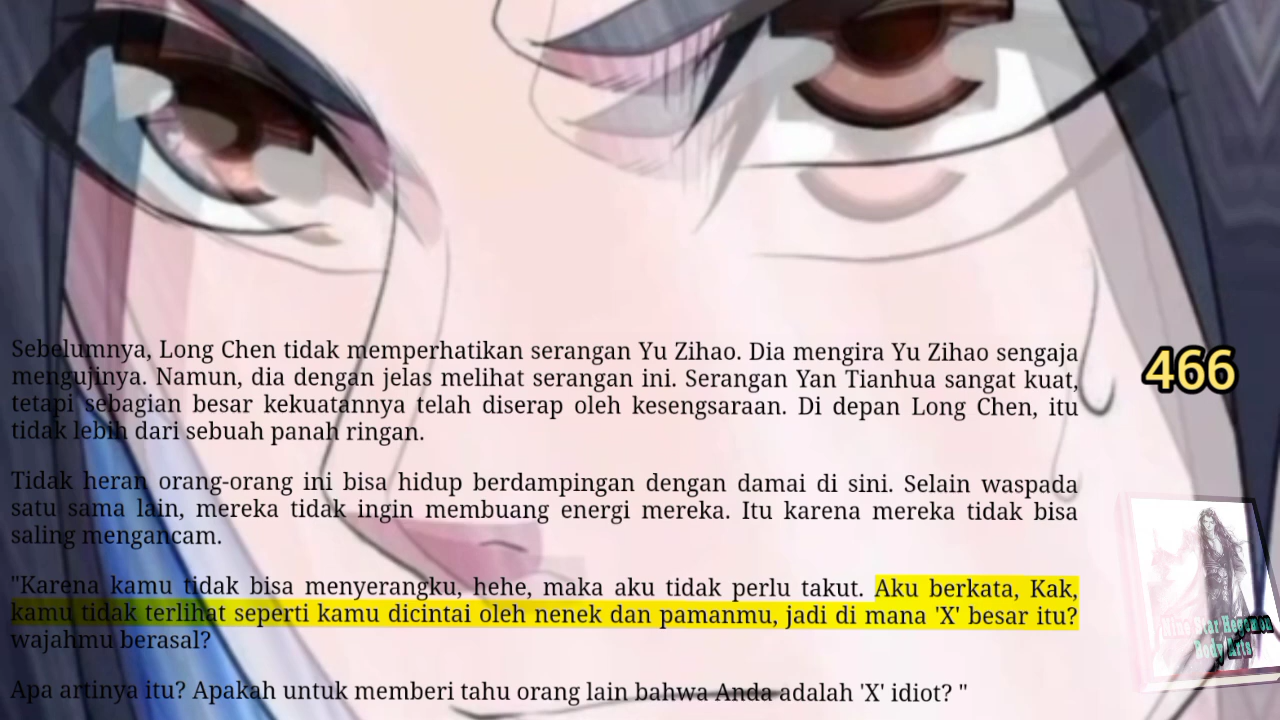 Sebelumnya, Long Chen tidak memperhatikan serangan Yu Zihao. Dia mengira Yu Zihao sengaja
mengujinya. Namun, dia dengan jelas melihat serangan ini. Serangan Yan Tianhua sangat kuat,
tetapi sebagian besar kekuatannya telah diserap oleh kesengsaraan. Di depan Long Chen, itu
tidak lebih dari sebuah panah ringan.
466
Tidak heran orang-orang ini bisa hidup berdampingan dengan damai di sini. Selain waspada
satu sama lain, mereka tidak ingin membuang energi mereka. Itu karena mereka tidak bisa
saling mengancam.
"Karena kamu tidak bisa menyerangku, hehe, maka aku tidak perlu takut. Aku berkata, Kak,
kamu tidak terlihat seperti kamu dicintai oleh nenek dan pamanmu, jadi di mana 'X' besar itu?
wajahmu berasal?
Nine Star Hegemon
Body Arts
Apa artinya itu? Apakah untuk memberi tahu orang lain bahwa Anda adalah 'X' idiot? "